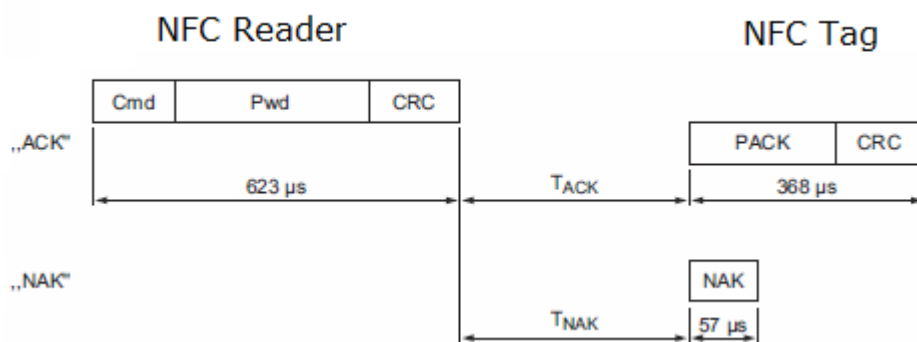 NFC Reader
NFC Tag
Cmd Pwd CRC
„ACK” PACK CRC
623 µs TACK 368 µs
„NAK” NAK
TNAK 57 µs